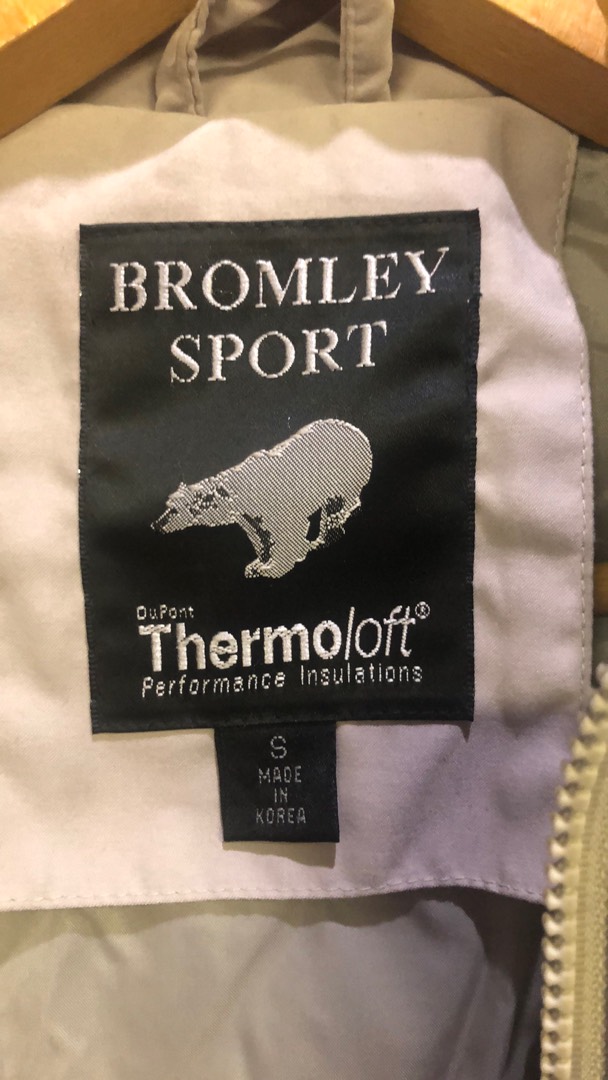 BROMLEY
SPORT
DuPont
Thermoloft®
Performance Insulations
S
MADE
IN
KOREA